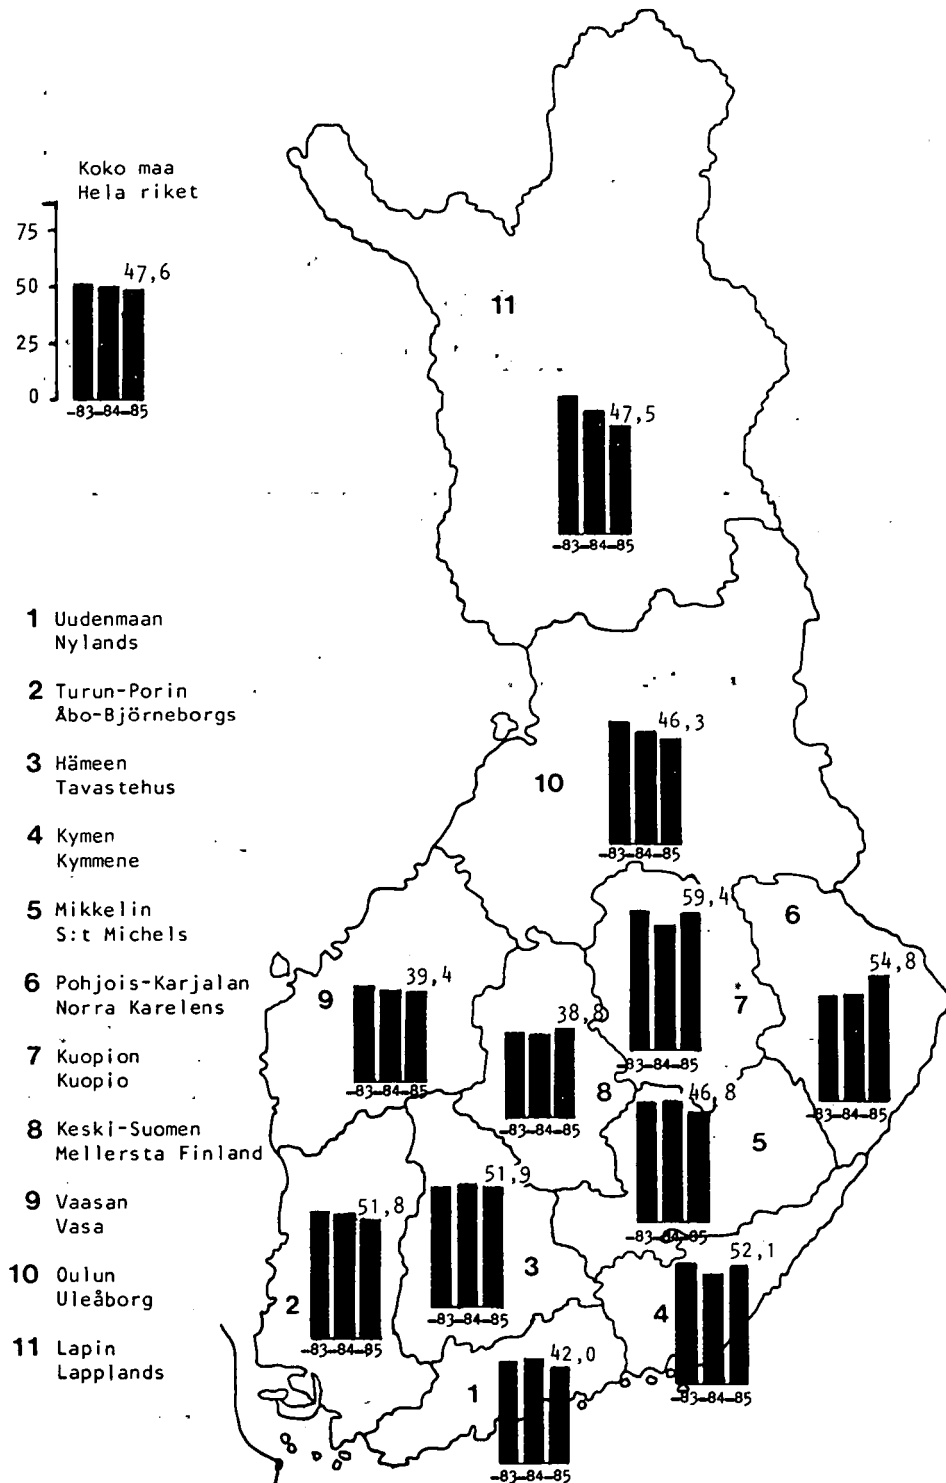 Koko maa
Hela riket
75
50
25
0
47,6
-83-84-85
11
47,5
-83-84-85
1 Uudenmaan
Nylands
2 Turun-Porin
Åbo-Björneborgs
3 Hämeen
Tavastehus
4 Kymen
Kymmene
5 Mikkelin
S:t Michels
6 Pohjois-Karjalan
Norra Karelens
7 Kuopion
Kuopio
8 Keski-Suomen
Mellersta Finland
9 Vaasan
Vasa
10 Oulun
Uleåborg
11 Lapin
Lapplands
10
46,3
-83-84-85
59,4
-83-84-85
7
6
54,8
-83-84-85
9
39,4
-83-84-85
38,8
-83-84-85
8
46,8
-83-84-85
5
2
51,8
-83-84-85
51,9
-83-84-85
3
52,1
-83-84-85
4
1
42,0
-83-84-85